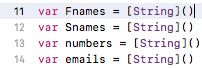 11 var Fnames = [String]()
12 var Snames = [String]()
13 var numbers = [String]()
14 var emails = [String]()